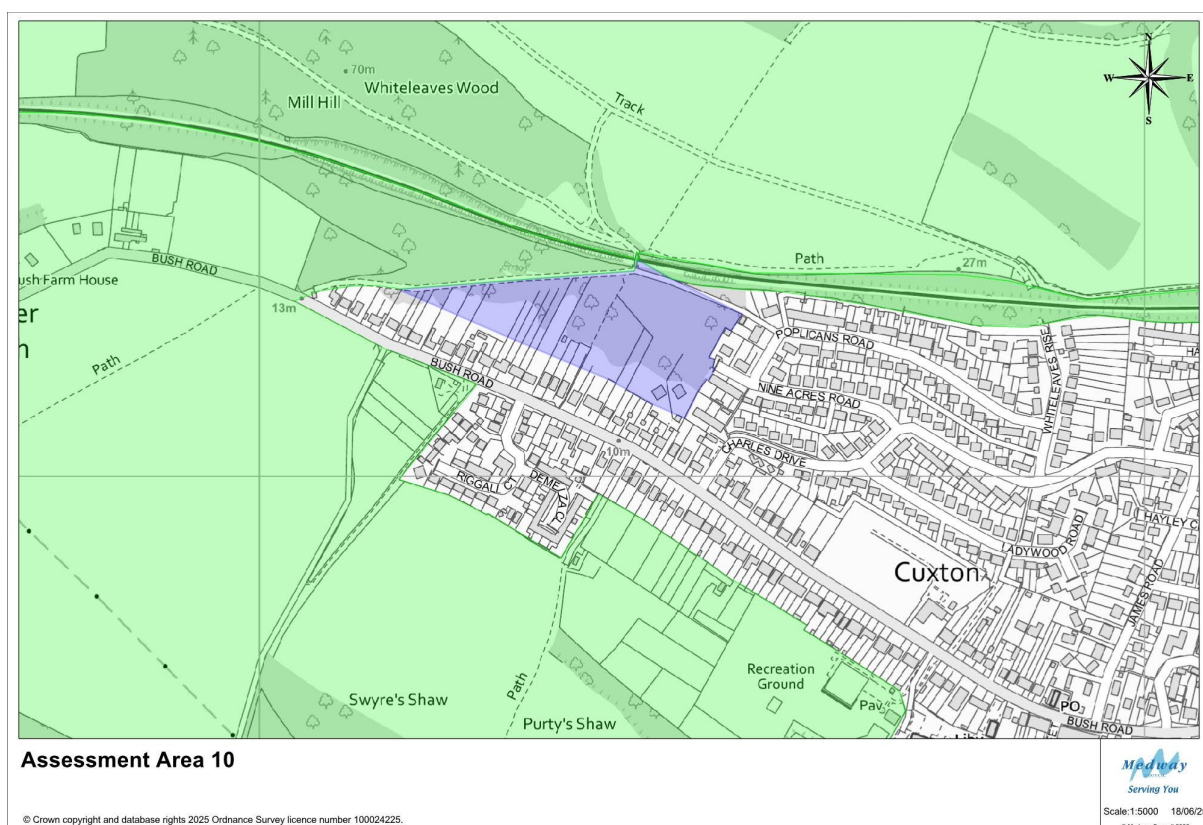 N
W
E
S
70m
Whiteleaves Wood
Mill Hill
Track
BUSH ROAD
ush Farm House
13m
er
n
Path
Path
27m
POPLICANS ROAD
WHITELEAVES RISE
HA
BUSH ROAD
NINE ACRES ROAD
10m
CHARLES DRIVE
RIGGALL CT
DEMELZA CL
HAYLEY C
LADYWOOD ROAD
Cuxton
JAMES ROAD
Recreation
Ground
Swyre's Shaw
Path
Pav
PO
Purty's Shaw
BUSH ROAD
Assessment Area 10
Medway
COUNCIL
Serving You
Scale:1:5000 18/06/2
© Crown copyright and database rights 2025 Ordnance Survey licence number 100024225.